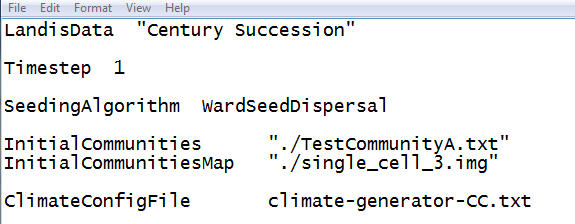 File Edit Format View Help
LandisData "Century Succession"
Timestep 1
SeedingAlgorithm WardSeedDispersal
InitialCommunities "./TestCommunityA.txt"
InitialCommunitiesMap "./single_cell_3.img"
ClimateConfigFile climate-generator-CC.txt